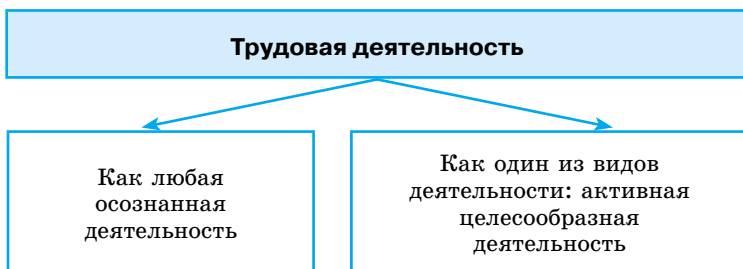 Трудовая деятельность
Как любая
осознанная
деятельность
Как один из видов
деятельности: активная
целесообразная
деятельность